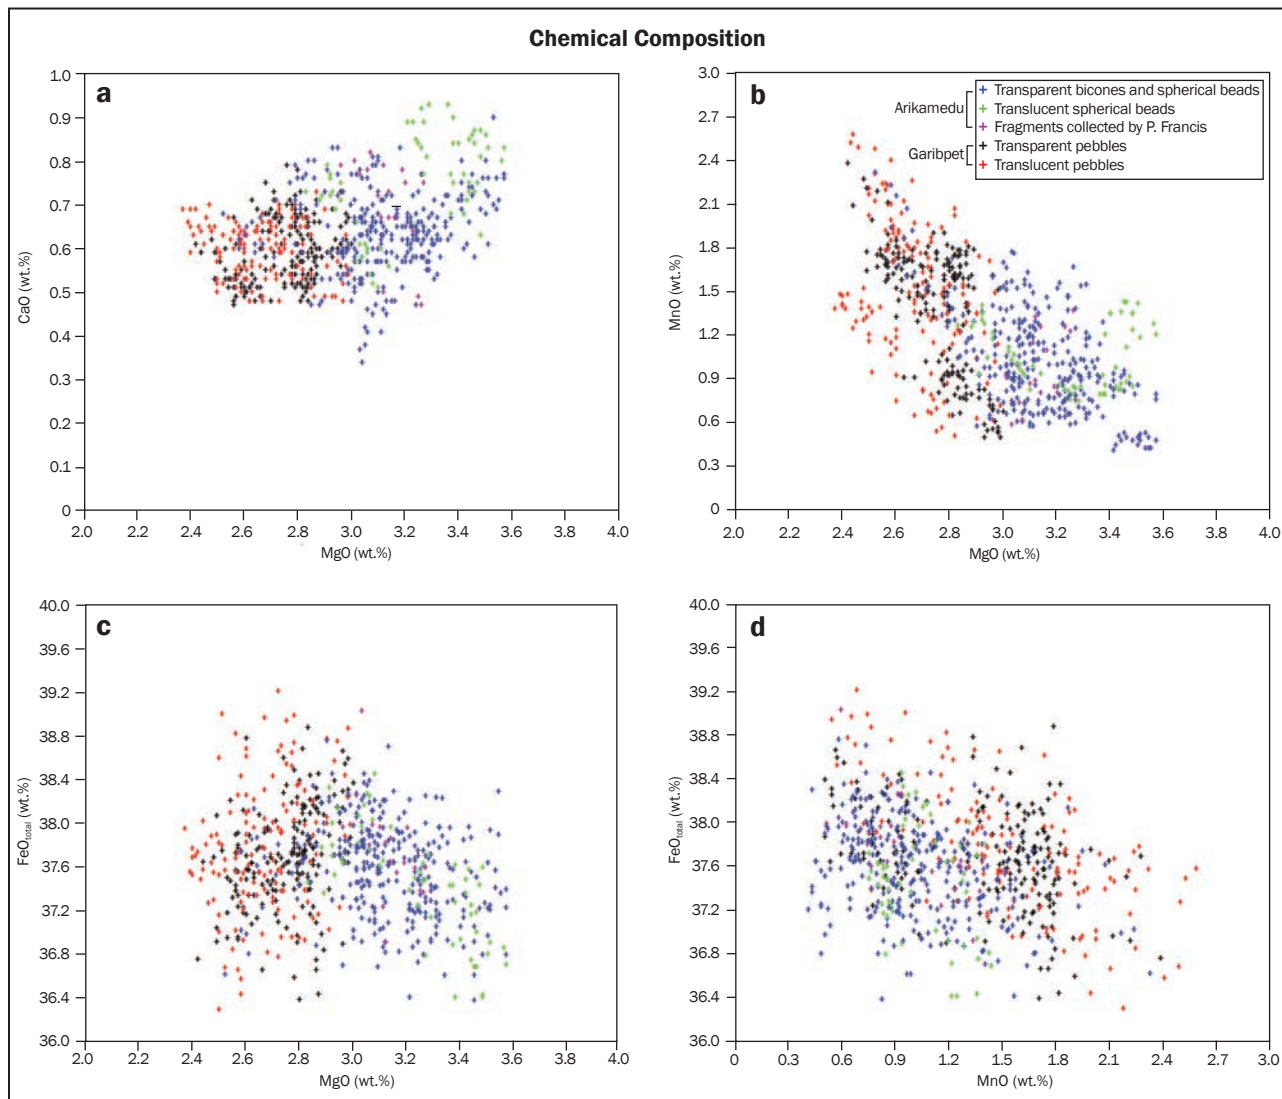 Chemical Composition
a
1.0
0.9
0.8
0.7
0.6
0.5
0.4
0.3
0.2
0.1
0
CaO (wt.%)
2.0 2.2 2.4 2.6 2.8 3.0 3.2 3.4 3.6 4.0
MgO (wt.%)
b
3.0
2.7
2.4
2.1
1.8
1.5
1.2
0.9
0.6
0.3
0
MnO (wt.%)
2.0 2.2 2.4 2.6 2.8 3.0 3.2 3.4 3.6 3.8 4.0
MgO (wt.%)
Arikamedu
Transparent bicones and spherical beads
Translucent spherical beads
Fragments collected by P. Francis
Garibpet
Transparent pebbles
Translucent pebbles
c
40.0
39.6
39.2
38.8
38.4
38.0
37.6
37.2
36.8
36.4
36.0
FeOtotal (wt.%)
2.0 2.2 2.4 2.6 2.8 3.0 3.2 3.4 3.6 3.8 4.0
MgO (wt.%)
d
40.0
39.6
39.2
38.8
38.4
38.0
37.6
37.2
36.8
36.4
36.0
FeOtotal (wt.%)
0 0.3 0.6 0.9 1.2 1.5 1.8 2.1 2.4 2.7 3.0
MnO (wt.%)